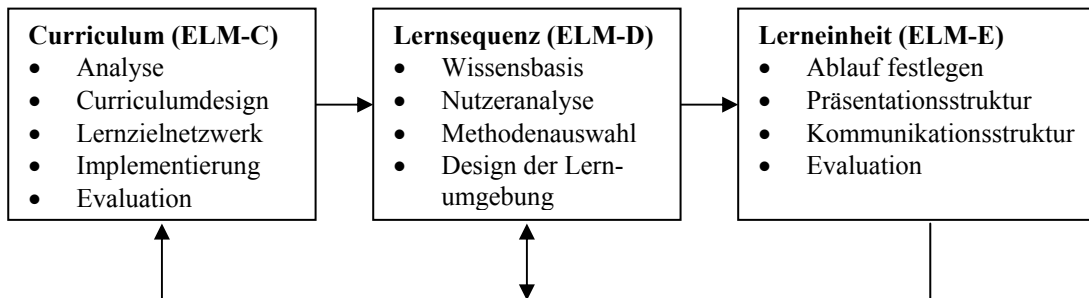 Curriculum (ELM-C)
• Analyse
• Curriculumdesign
• Lernzielnetzwerk
• Implementierung
• Evaluation
Lernsequenz (ELM-D)
• Wissensbasis
• Nutzeranalyse
• Methodenauswahl
• Design der Lern-
umgebung
Lerneinheit (ELM-E)
• Ablauf festlegen
• Präsentationsstruktur
• Kommunikationsstruktur
• Evaluation